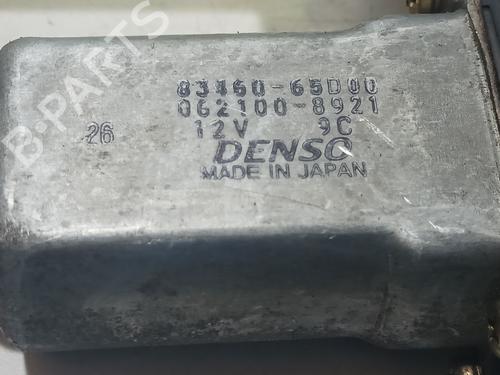 83460-65D00
062100-8921
26 12V 9C
DENSO
MADE IN JAPAN
B-PARTS